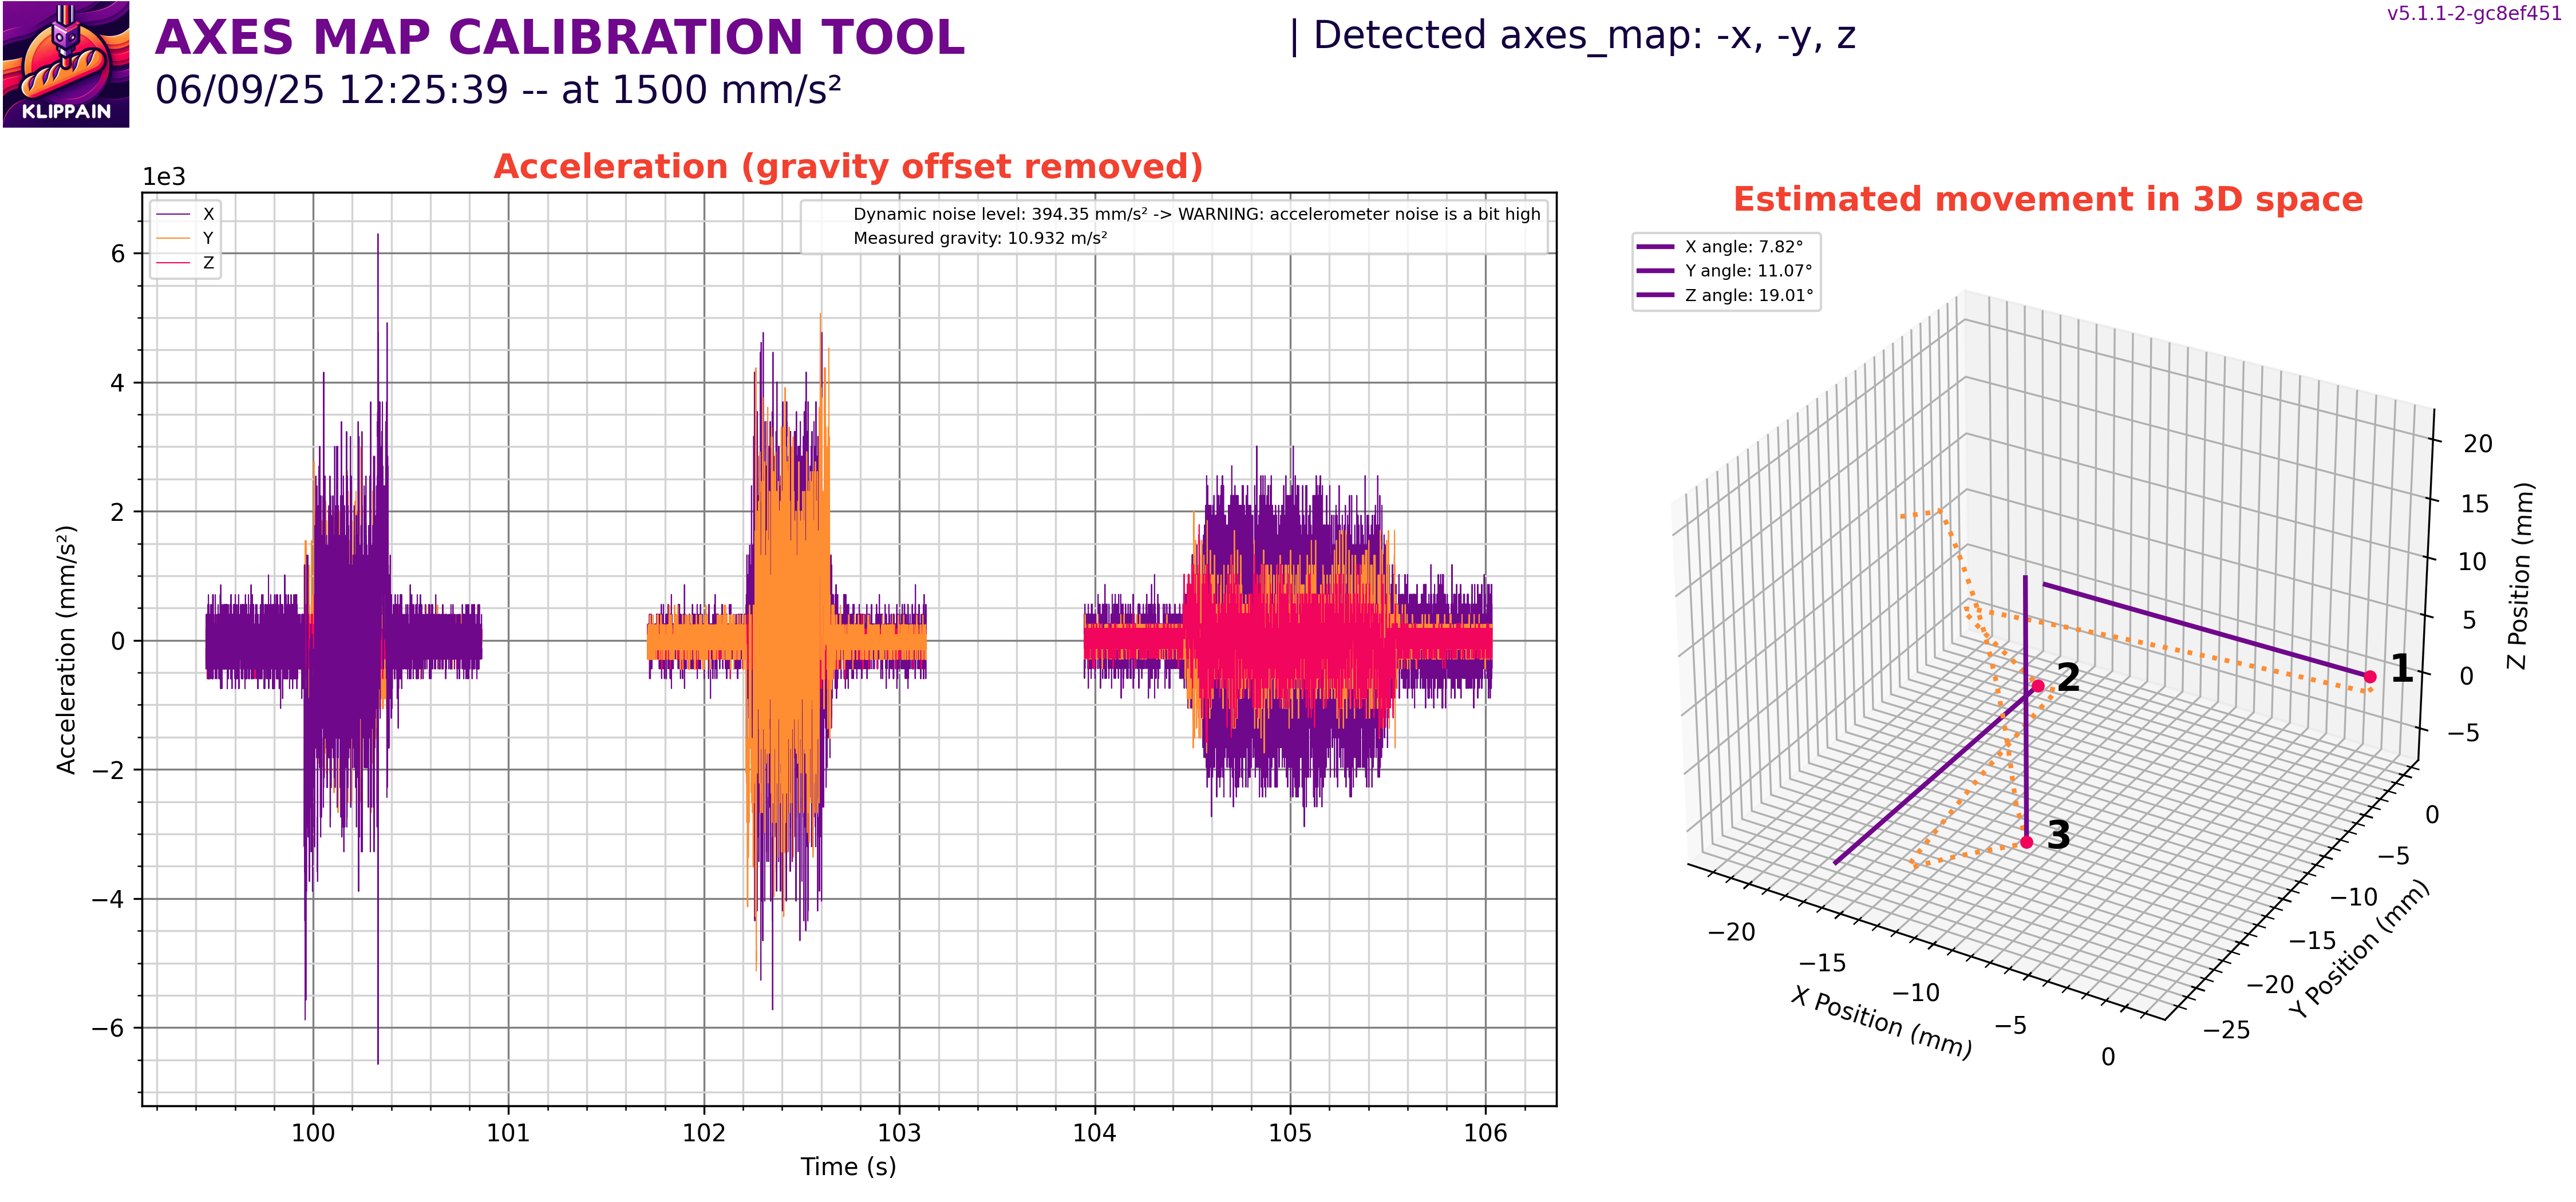 KLIPPAIN
AXES MAP CALIBRATION TOOL
06/09/25 12:25:39 -- at 1500 mm/s²
| Detected axes_map: -x, -y, z
v5.1.1-2-gc8ef451
Acceleration (gravity offset removed)
1e3
X
Y
Z
Dynamic noise level: 394.35 mm/s² -> WARNING: accelerometer noise is a bit high
Measured gravity: 10.932 m/s²
Acceleration (mm/s²)
6
4
2
0
−2
−4
−6
100 101 102 103 104 105 106
Time (s)
Estimated movement in 3D space
X angle: 7.82°
Y angle: 11.07°
Z angle: 19.01°
1
2
3
20
15
10
5
0
−5
Z Position (mm)
0
−5
−10
−15
−20
−25
Y Position (mm)
−20
−15
−10
−5
0
X Position (mm)